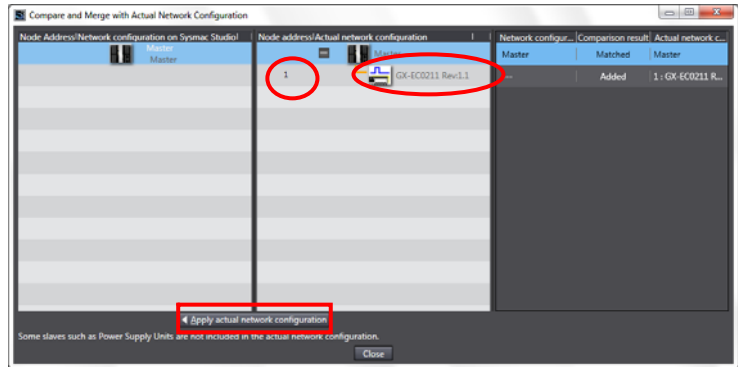 Compare and Merge with Actual Network Configuration
Node Address|Network configuration on Sysmac Studio|
Master
Master
Node address|Actual network configuration
Master
1
GX-EC0211 Rev:1.1
Network configur... Comparison result Actual network c...
Master Matched Master
--- Added 1 : GX-EC0211 R...
Apply actual network configuration
Some slaves such as Power Supply Units are not included in the actual network configuration.
Close